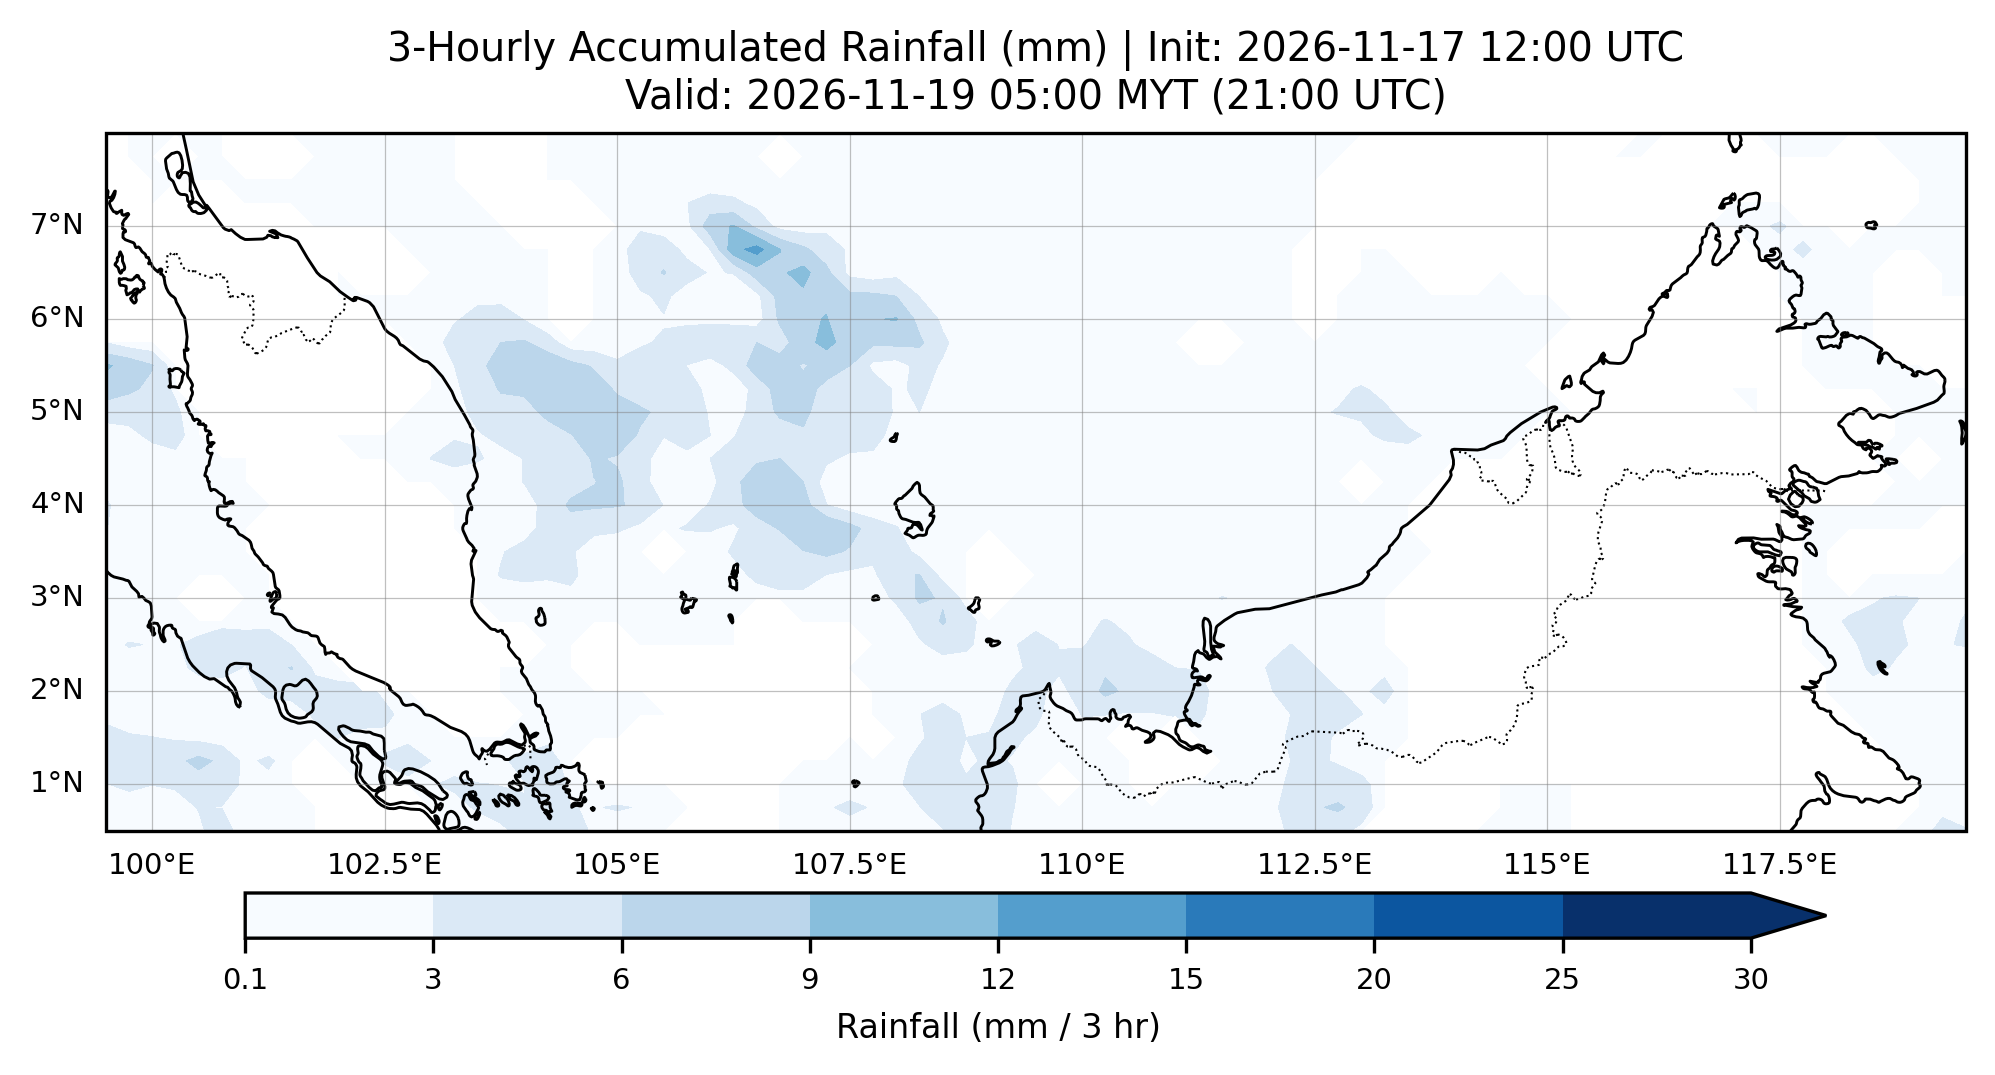 3-Hourly Accumulated Rainfall (mm) | Init: 2026-11-17 12:00 UTC
Valid: 2026-11-19 05:00 MYT (21:00 UTC)
7°N
6°N
5°N
4°N
3°N
2°N
1°N
100°E 102.5°E 105°E 107.5°E 110°E 112.5°E 115°E 117.5°E
0.1 3 6 9 12 15 20 25 30
Rainfall (mm / 3 hr)